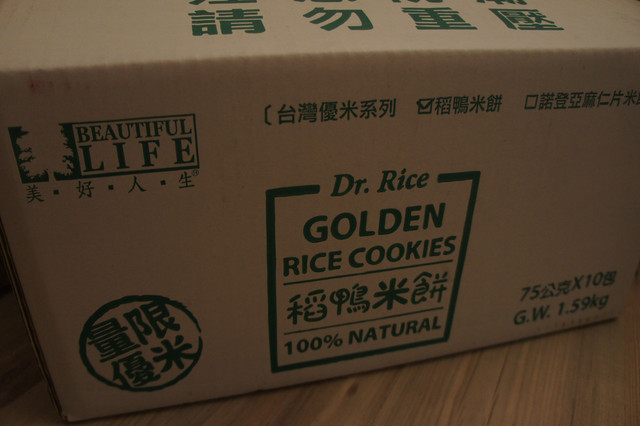 請勿重壓
〔台灣優米系列 ☑稻鴨米餅 ☐諾登亞麻仁片米
BEAUTIFUL
LIFE®
美·好·人·生
Dr. Rice
GOLDEN
RICE COOKIES
稻鴨米餅
100% NATURAL
75公克X10包
G.W. 1.59kg
量限
優米